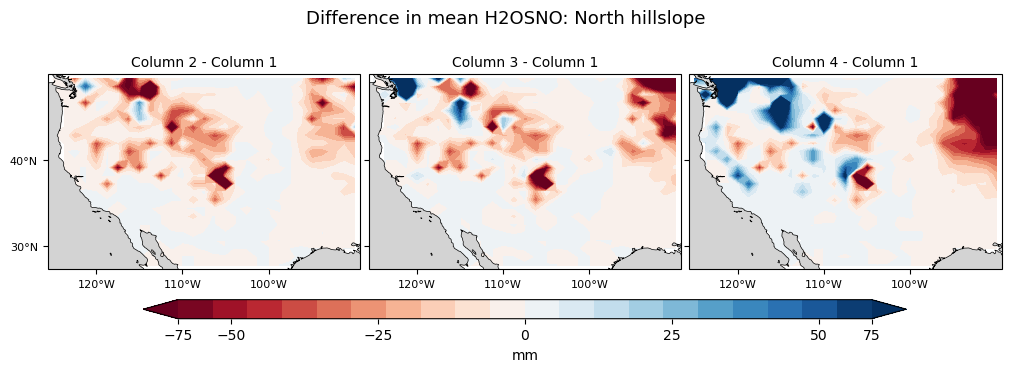 Difference in mean H2OSNO: North hillslope
Column 2 - Column 1
Column 3 - Column 1
Column 4 - Column 1
40°N
30°N
120°W 110°W 100°W
120°W 110°W 100°W
120°W 110°W 100°W
−75 −50 −25 0 25 50 75
mm